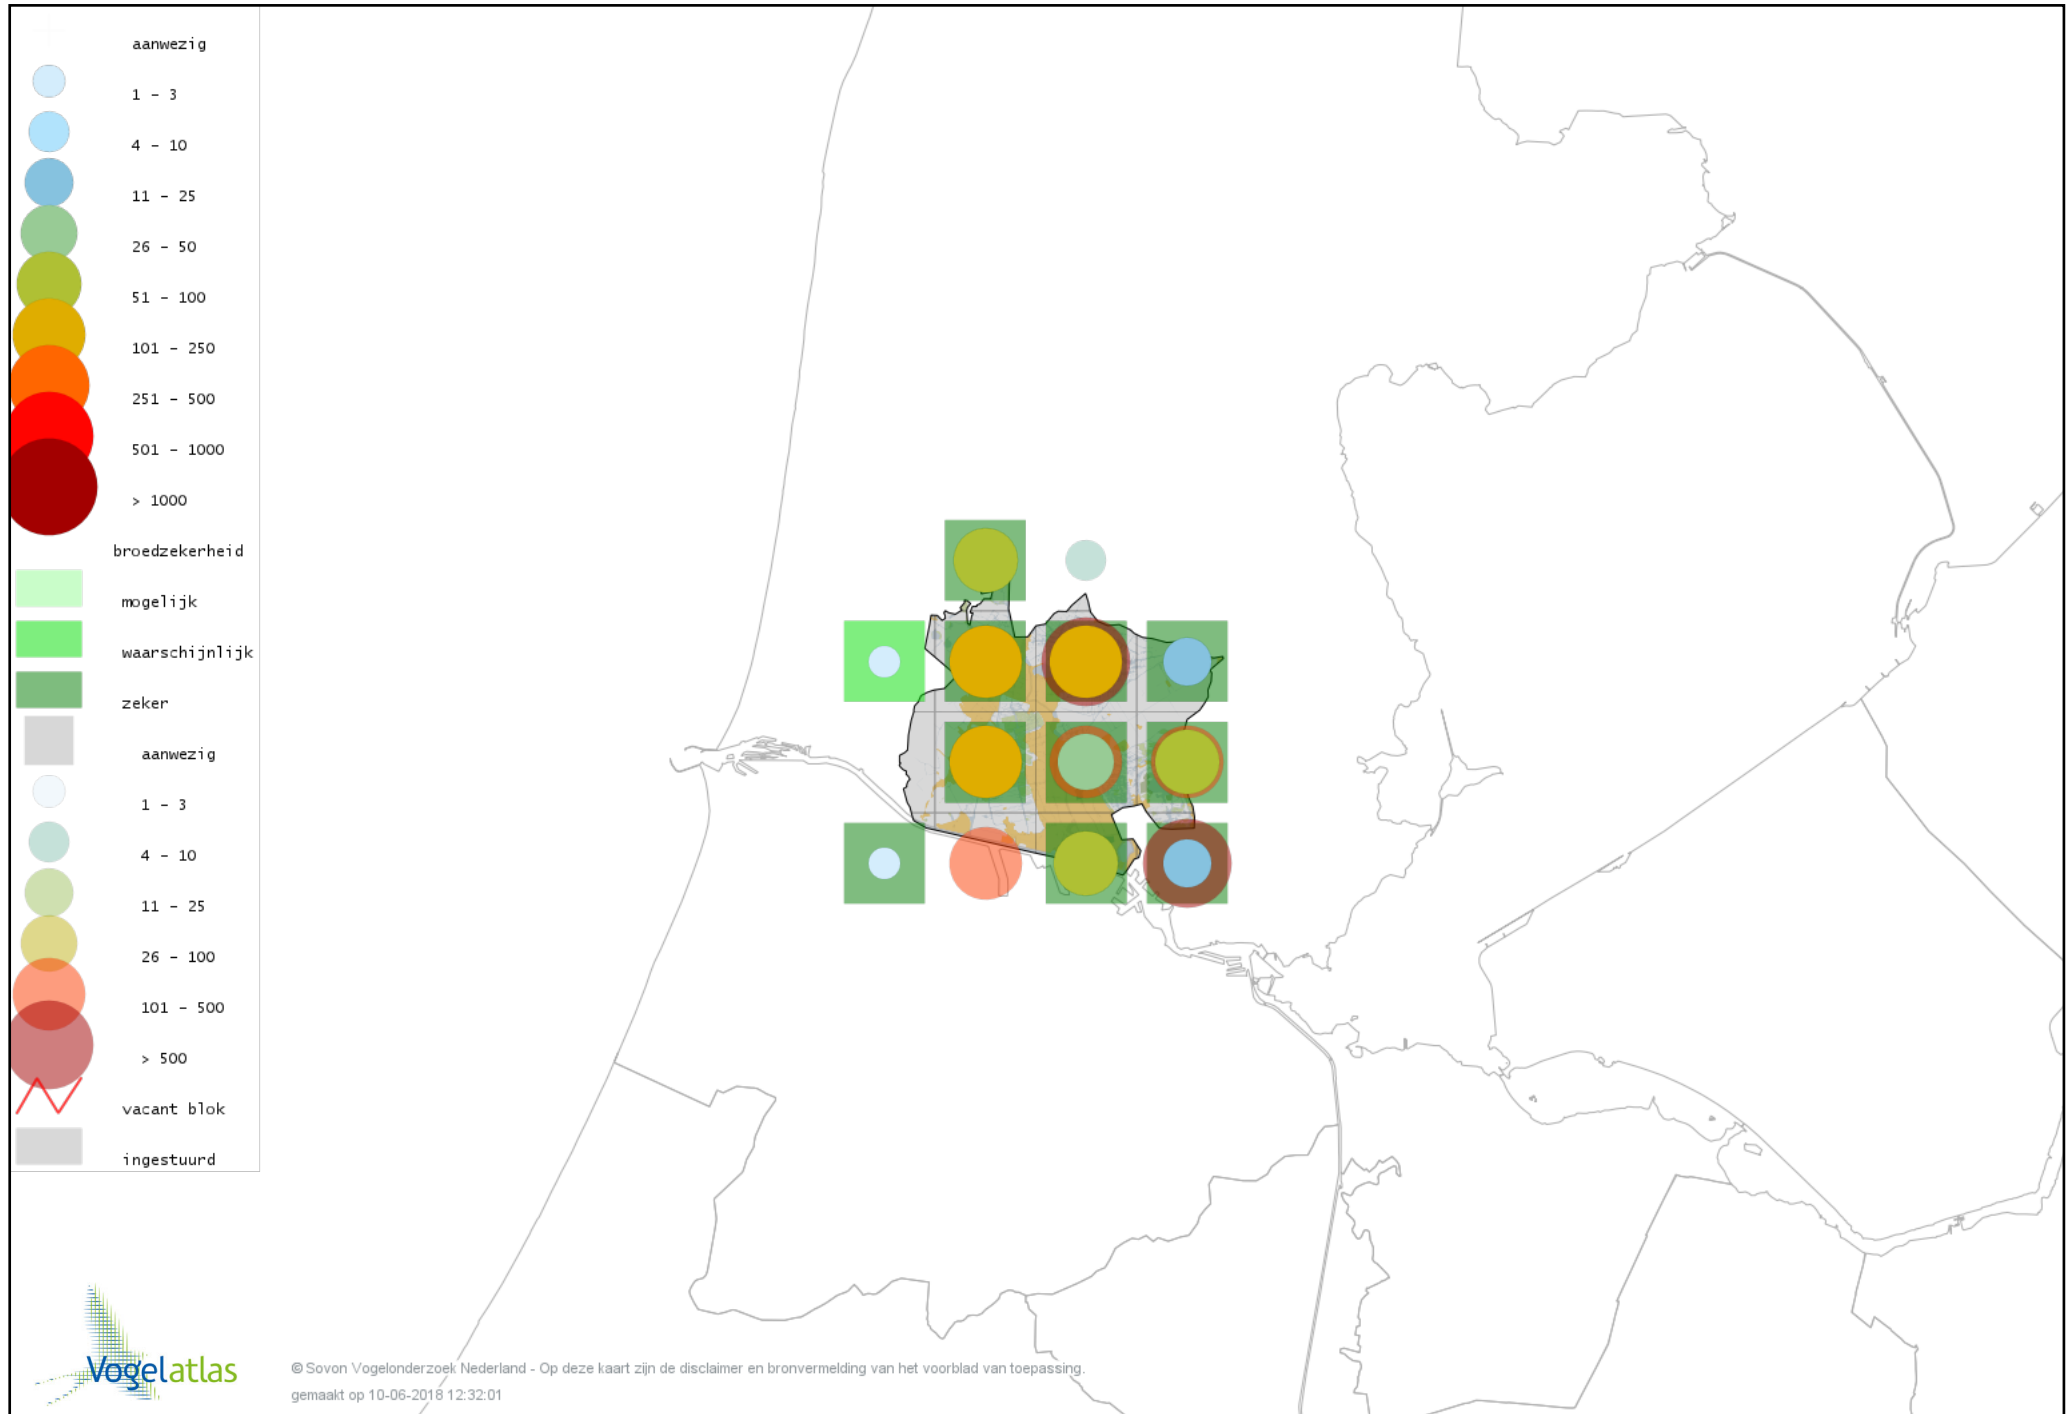 aanwezig
1 - 3
4 - 10
11 - 25
26 - 50
51 - 100
101 - 250
251 - 500
501 - 1000
> 1000
broedzekerheid
mogelijk
waarschijnlijk
zeker
aanwezig
1 - 3
4 - 10
11 - 25
26 - 100
101 - 500
> 500
vacant blok
ingestuurd
Vogelatlas
© Sovon Vogelonderzoek Nederland - Op deze kaart zijn de disclaimer en bronvermelding van het voorblad van toepassing.
gemaakt op 10-06-2018 12:32:01